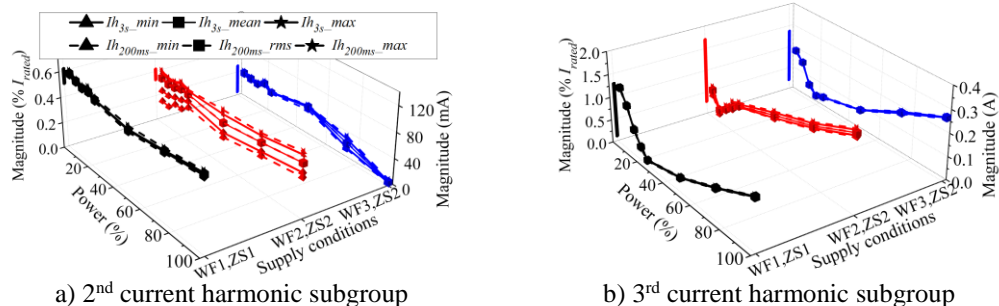 Ih3s_min Ih3s_mean Ih3s_max
Ih200ms_min Ih200ms_rms Ih200ms_max
Magnitude (% Irated)
0.6
0.4
0.2
0.0
20
40
60
80
100
Power (%)
WF1,ZS1
WF2,ZS2
WF3,ZS2
Supply conditions
120
80
40
0
Magnitude (mA)
a) 2nd current harmonic subgroup
Magnitude (% Irated)
2.0
1.5
1.0
0.5
0.0
20
40
60
80
100
Power (%)
WF1,ZS1
WF2,ZS2
WF3,ZS2
Supply conditions
0.4
0.3
0.2
0.1
0.0
Magnitude (A)
b) 3rd current harmonic subgroup